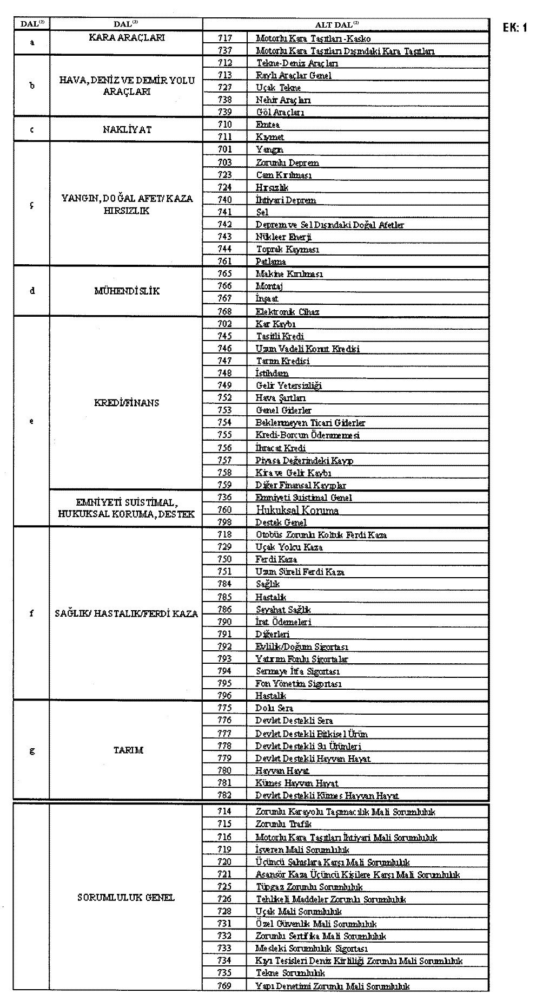 EK: 1
DAL(2) DAL(2) ALT DAL(2)
a KARA ARAÇLARI
717 Motorlu Kara Taşıtları -Kasko
737 Motorlu Kara Taşıtları Dışındaki Kara Taşıtları
b HAVA, DENİZ VE DEMİR YOLU
ARAÇLARI
712 Tekne-Deniz Araçları
713 Raylı Araçlar Genel
727 Uçak Tekne
738 Nehir Araçları
739 Göl Araçları
c NAKLİYAT
710 Emtea
711 Kıymet
ç YANGIN, DOĞAL AFET/ KAZA
HIRSIZLIK
701 Yangın
703 Zorunlu Deprem
723 Cam Kırılması
724 Hırsızlık
740 İhtiyari Deprem
741 Sel
742 Deprem ve Sel Dışındaki Doğal Afetler
743 Nükleer Enerji
744 Toprak Kayması
761 Patlama
d MÜHENDİSLİK
765 Makine Kırılması
766 Montaj
767 İnşaat
768 Elektronik Cihaz
e KREDİ/FİNANS
702 Kar Kaybı
745 Tasitli Kredi
746 Uzun Vadeli Konut Kredisi
747 Tarım Kredisi
748 İstihdam
749 Gelir Yetersizliği
752 Hava Şartları
753 Genel Giderler
754 Beklenmeyen Ticari Giderler
755 Kredi-Borcun Ödenmemesi
756 İhracat Kredi
757 Piyasa Değerindeki Kayıp
758 Kira ve Gelir Kaybı
759 Diğer Finansal Kayıplar
EMNİYETİ SUİSTİMAL,
HUKUKSAL KORUMA, DESTEK
736 Emniyeti Suistimal Genel
760 Hukuksal Koruma
798 Destek Genel
f SAĞLIK/ HASTALIK/FERDİ KAZA
718 Otobüs Zorunlu Koltuk Ferdi Kaza
729 Uçak Yolcu Kaza
750 Ferdi Kaza
751 Uzun Süreli Ferdi Kaza
784 Sağlık
785 Hastalik
786 Seyahat Sağlik
790 İrat Ödemeleri
791 Diğerleri
792 Evlilik/Doğum Sigortası
793 Yatırım Fonlu Sigortalar
794 Sermaye İtfa Sigortası
795 Fon Yönetim Sigortası
796 Hastalik
g TARIM
775 Dolu Sera
776 Devlet Destekli Sera
777 Devlet Destekli Bitkisel Ürün
778 Devlet Destekli Su Ürünleri
779 Devlet Destekli Hayvan Hayat
780 Hayvan Hayat
781 Kümes Hayvan Hayat
782 Devlet Destekli Kümes Hayvan Hayat
SORUMLULUK GENEL
714 Zorunlu Karayolu Taşımacılık Mali Sorumluluk
715 Zorunlu Trafik
716 Motorlu Kara Taşıtları İhtiyari Mali Sorumluluk
719 İşveren Mali Sorumluluk
720 Üçüncü Şahıslara Karşı Mali Sorumluluk
721 Asansör Kaza Üçüncü Kişilere Karşı Mali Sorumluluk
725 Tüpgaz Zorunlu Sorumluluk
726 Tehlikeli Maddeler Zorunlu Sorumluluk
728 Uçak Mali Sorumluluk
731 Özel Güvenlik Mali Sorumluluk
732 Zorunlu Sertifika Mali Sorumluluk
733 Mesleki Sorumluluk Sigortası
734 Kıyı Tesisleri Deniz Kirliliği Zorunlu Mali Sorumluluk
735 Tekne Sorumluluk
769 Yapı Denetimi Zorunlu Mali Sorumluluk